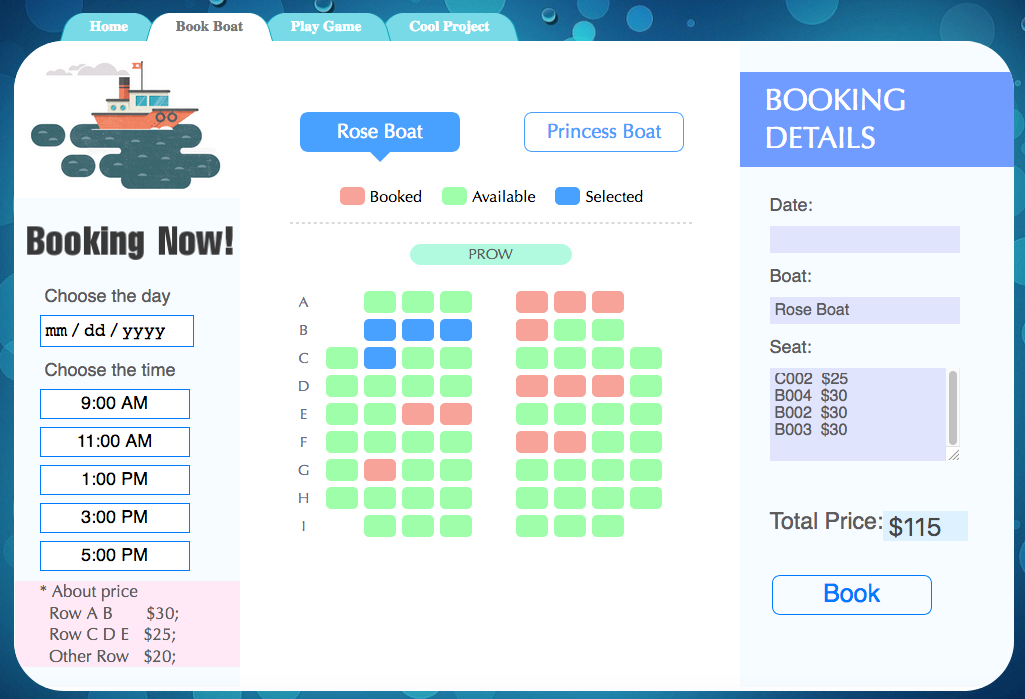 Home
Book Boat
Play Game
Cool Project
Booking Now!
Choose the day
mm / dd / yyyy
Choose the time
9:00 AM
11:00 AM
1:00 PM
3:00 PM
5:00 PM
* About price
Row A B $30;
Row C D E $25;
Other Row $20;
Rose Boat
Princess Boat
Booked
Available
Selected
PROW
A
B
C
D
E
F
G
H
I
BOOKING
DETAILS
Date:
Boat:
Rose Boat
Seat:
C002 $25
B004 $30
B002 $30
B003 $30
Total Price: $115
Book